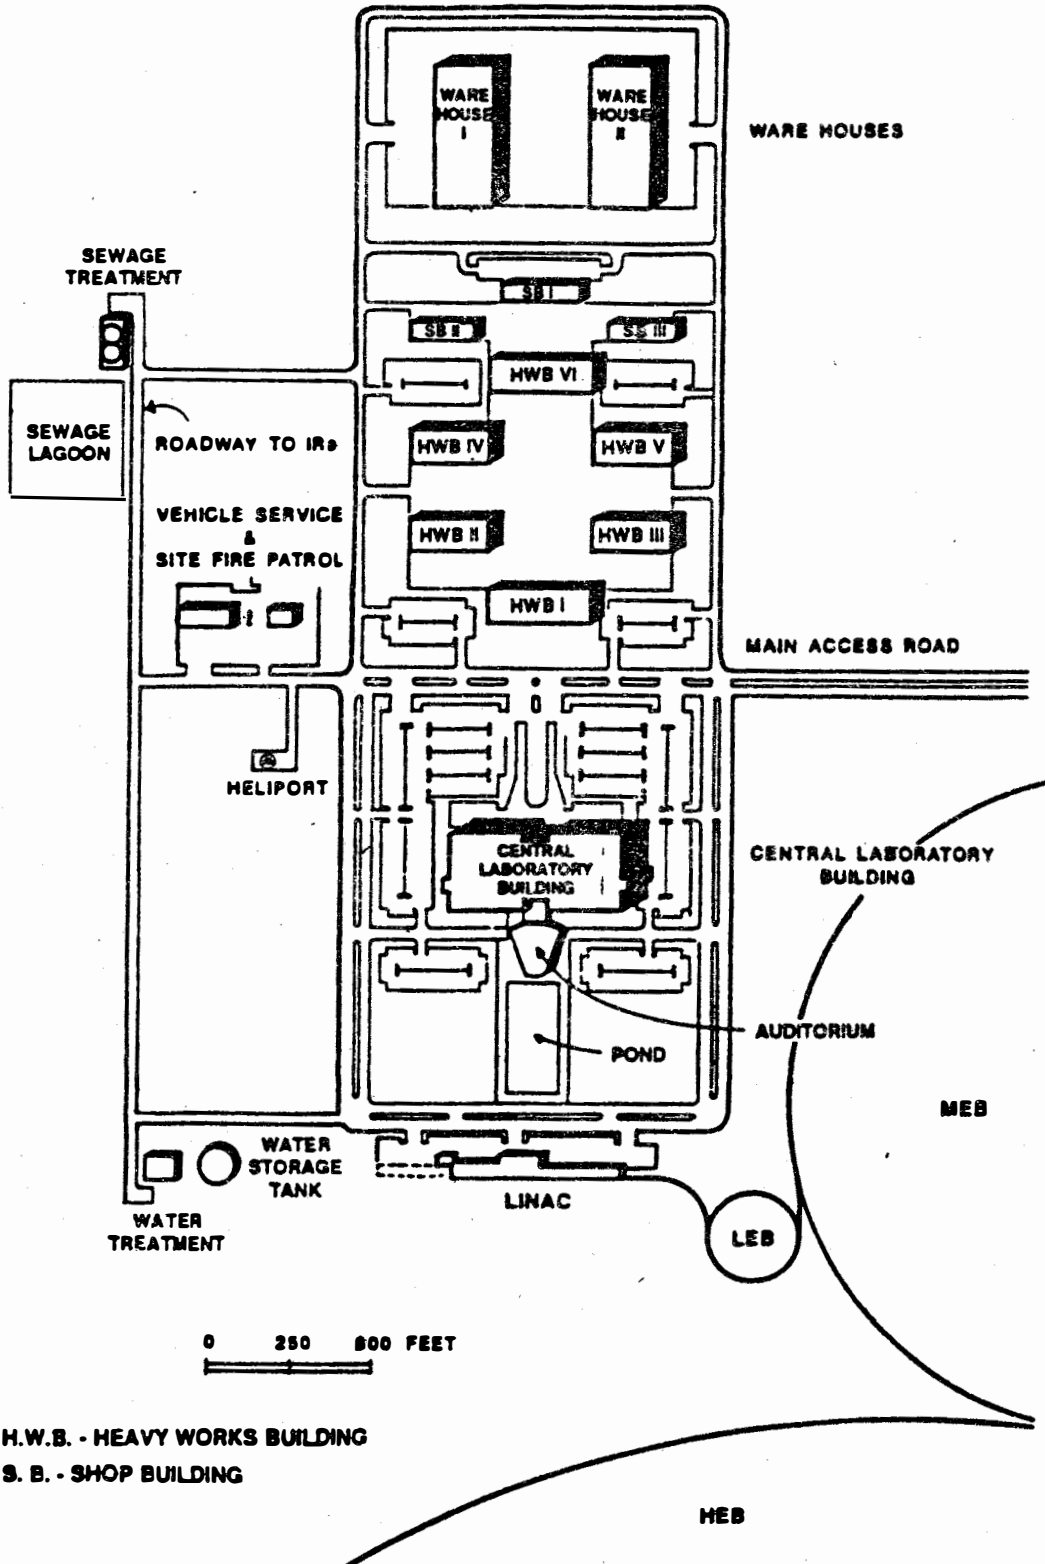 WARE
HOUSE
I
WARE
HOUSE
II
WARE HOUSES
SEWAGE
TREATMENT
SB I
SB II
SB III
HWB VI
SEWAGE
LAGOON
ROADWAY TO IRs
HWB IV
HWB V
VEHICLE SERVICE
&
SITE FIRE PATROL
HWB II
HWB III
HWB I
MAIN ACCESS ROAD
HELIPORT
CENTRAL
LABORATORY
BUILDING
CENTRAL LABORATORY
BUILDING
AUDITORIUM
POND
MEB
WATER
STORAGE
TANK
LINAC
WATER
TREATMENT
LEB
0 250 500 FEET
H.W.B. - HEAVY WORKS BUILDING
S. B. - SHOP BUILDING
HEB